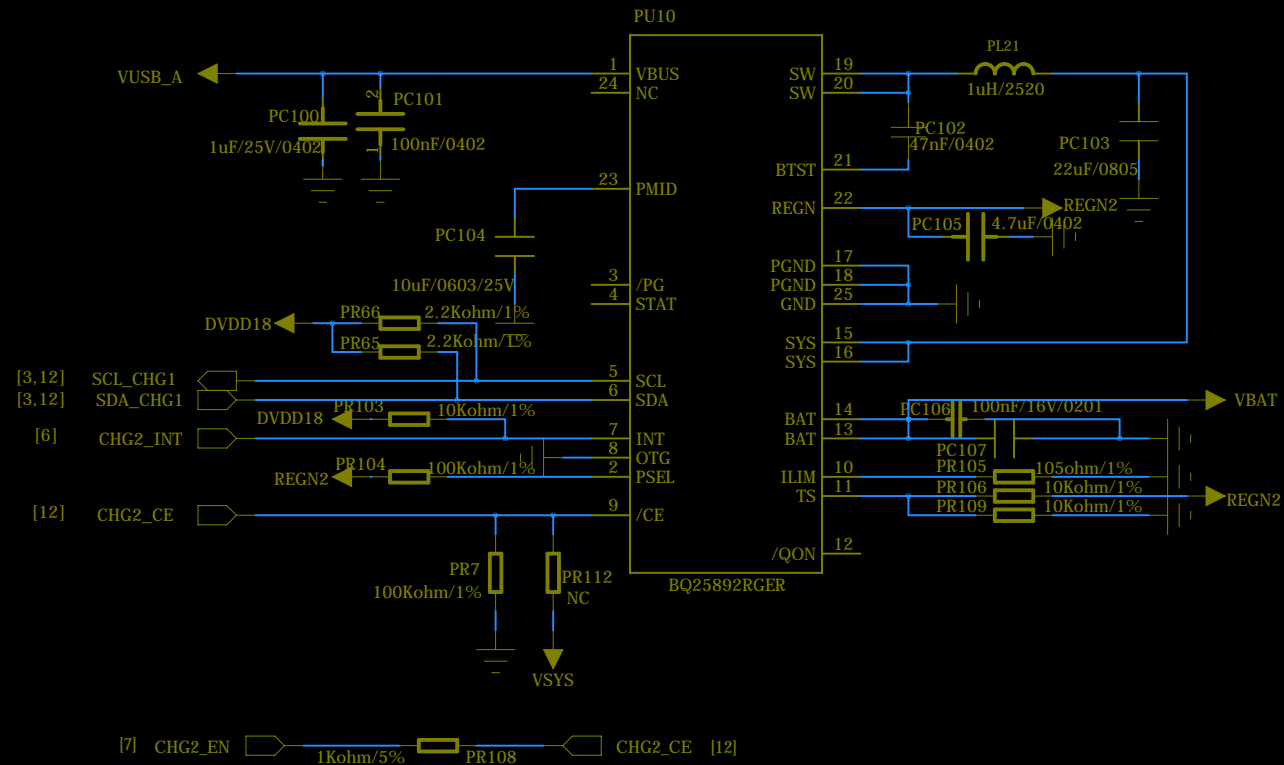 PU10
VUSB_A
1 VBUS
24 NC
PC100
1uF/25V/0402
2
PC101
1
100nF/0402
23 PMID
PC104
10uF/0603/25V
3 /PG
4 STAT
DVDD18
PR66 2.2Kohm/1%
PR65 2.2Kohm/1%
[3,12] SCL_CHG1 5 SCL
[3,12] SDA_CHG1 6 SDA
DVDD18 PR103 10Kohm/1%
[6] CHG2_INT 7 INT
8 OTG
REGN2 PR104 100Kohm/1% 2 PSEL
[12] CHG2_CE 9 /CE
PR7
100Kohm/1%
PR112
NC
VSYS
SW 19
SW 20
PL21
1uH/2520
PC102
47nF/0402
PC103
22uF/0805
BTST 21
REGN 22
REGN2
PC105 4.7uF/0402
PGND 17
PGND 18
GND 25
SYS 15
SYS 16
VBAT
BAT 14
PC106 100nF/16V/0201
BAT 13
PC107
ILIM 10
PR105 105ohm/1%
TS 11
PR106 10Kohm/1%
REGN2
PR109 10Kohm/1%
/QON 12
BQ25892RGER
[7] CHG2_EN
1Kohm/5% PR108
CHG2_CE [12]